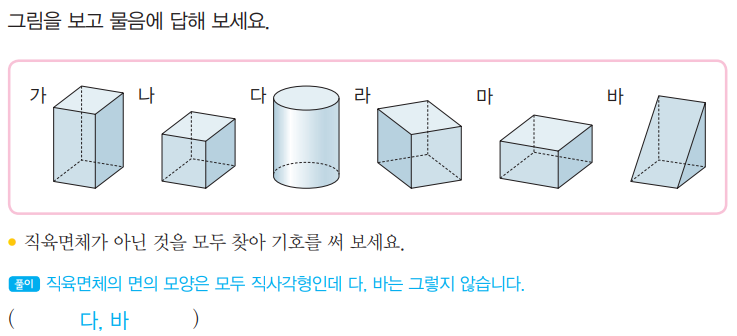 그림을 보고 물음에 답해 보세요.
가 나 다 라 마 바
● 직육면체가 아닌 것을 모두 찾아 기호를 써 보세요.
풀이 직육면체의 면의 모양은 모두 직사각형인데 다, 바는 그렇지 않습니다.
( 다, 바 )